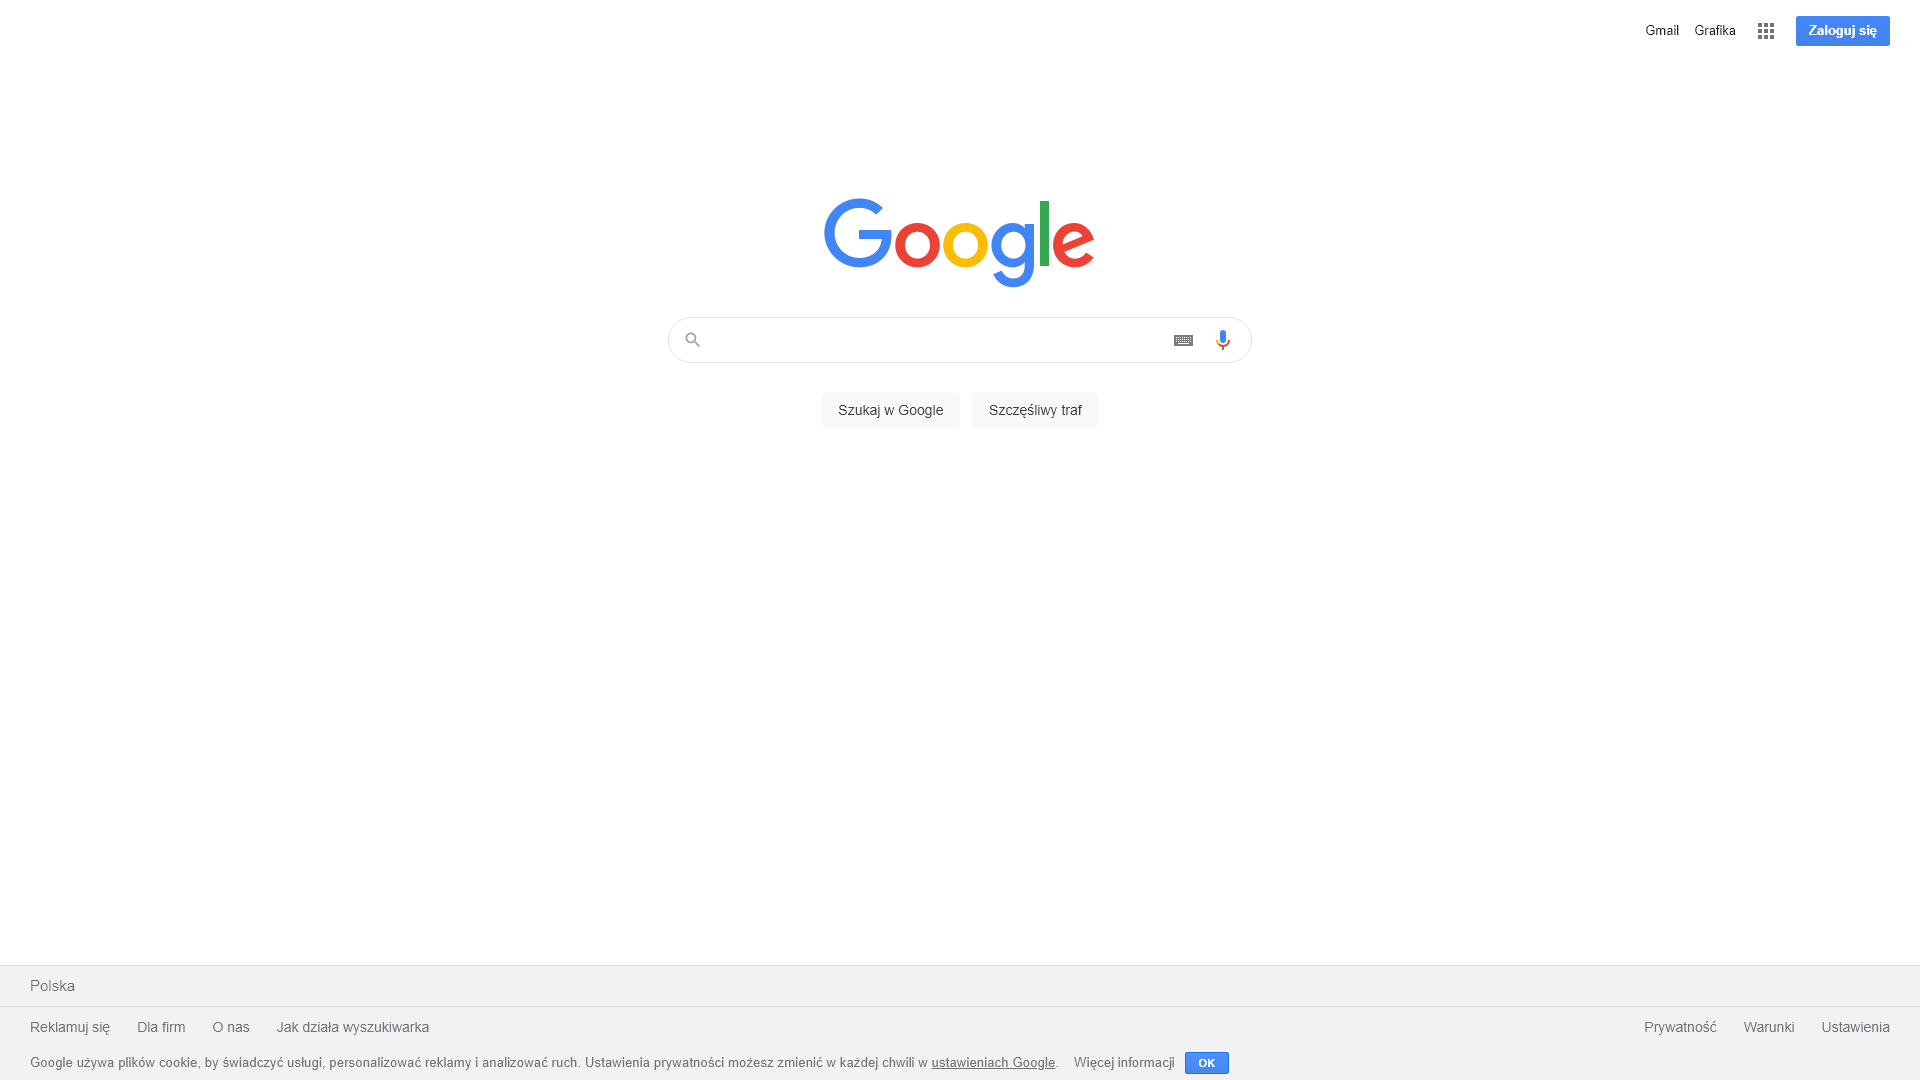 Gmail Grafika Zaloguj się
Google
Szukaj w Google Szczęśliwy traf
Polska
Reklamuj się Dla firm O nas Jak działa wyszukiwarka Prywatność Warunki Ustawienia
Google używa plików cookie, by świadczyć usługi, personalizować reklamy i analizować ruch. Ustawienia prywatności możesz zmienić w każdej chwili w ustawieniach Google. Więcej informacji OK